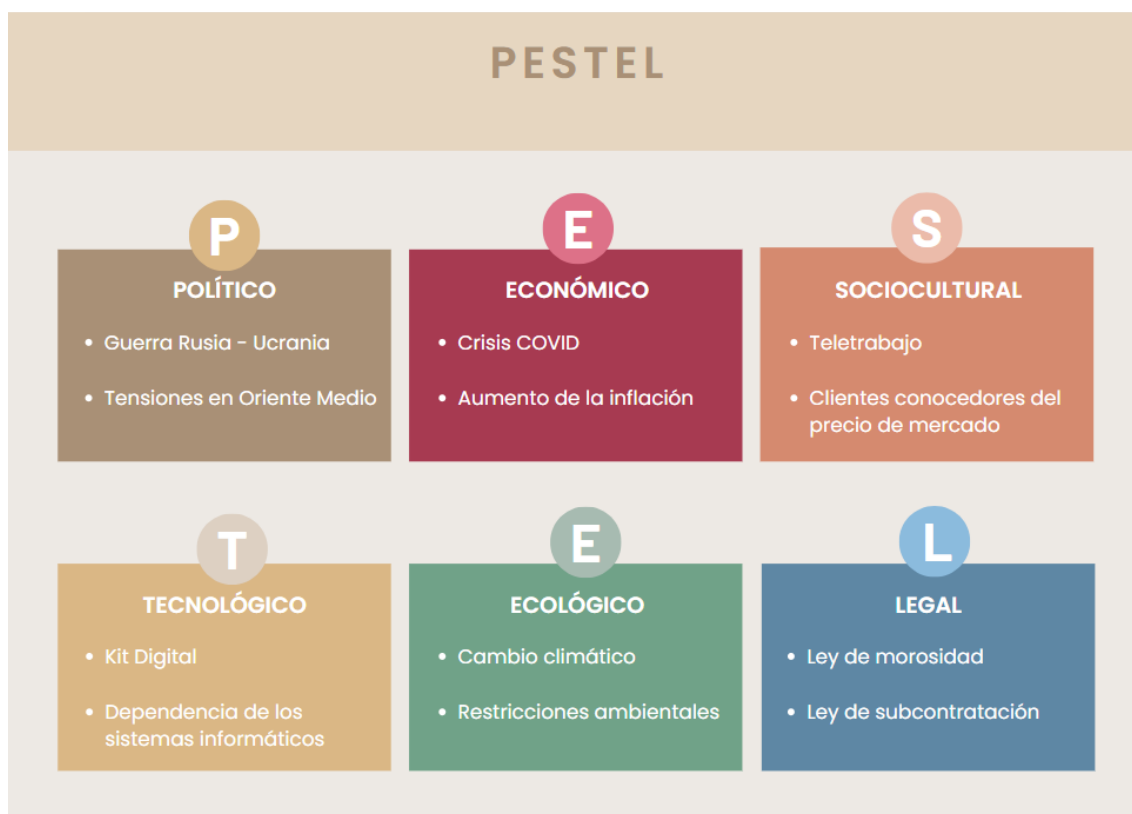 PESTEL
P
POLÍTICO
• Guerra Rusia - Ucrania
• Tensiones en Oriente Medio
E
ECONÓMICO
• Crisis COVID
• Aumento de la inflación
S
SOCIOCULTURAL
• Teletrabajo
• Clientes conocedores del
precio de mercado
T
TECNOLÓGICO
• Kit Digital
• Dependencia de los
sistemas informáticos
E
ECOLÓGICO
• Cambio climático
• Restricciones ambientales
L
LEGAL
• Ley de morosidad
• Ley de subcontratación